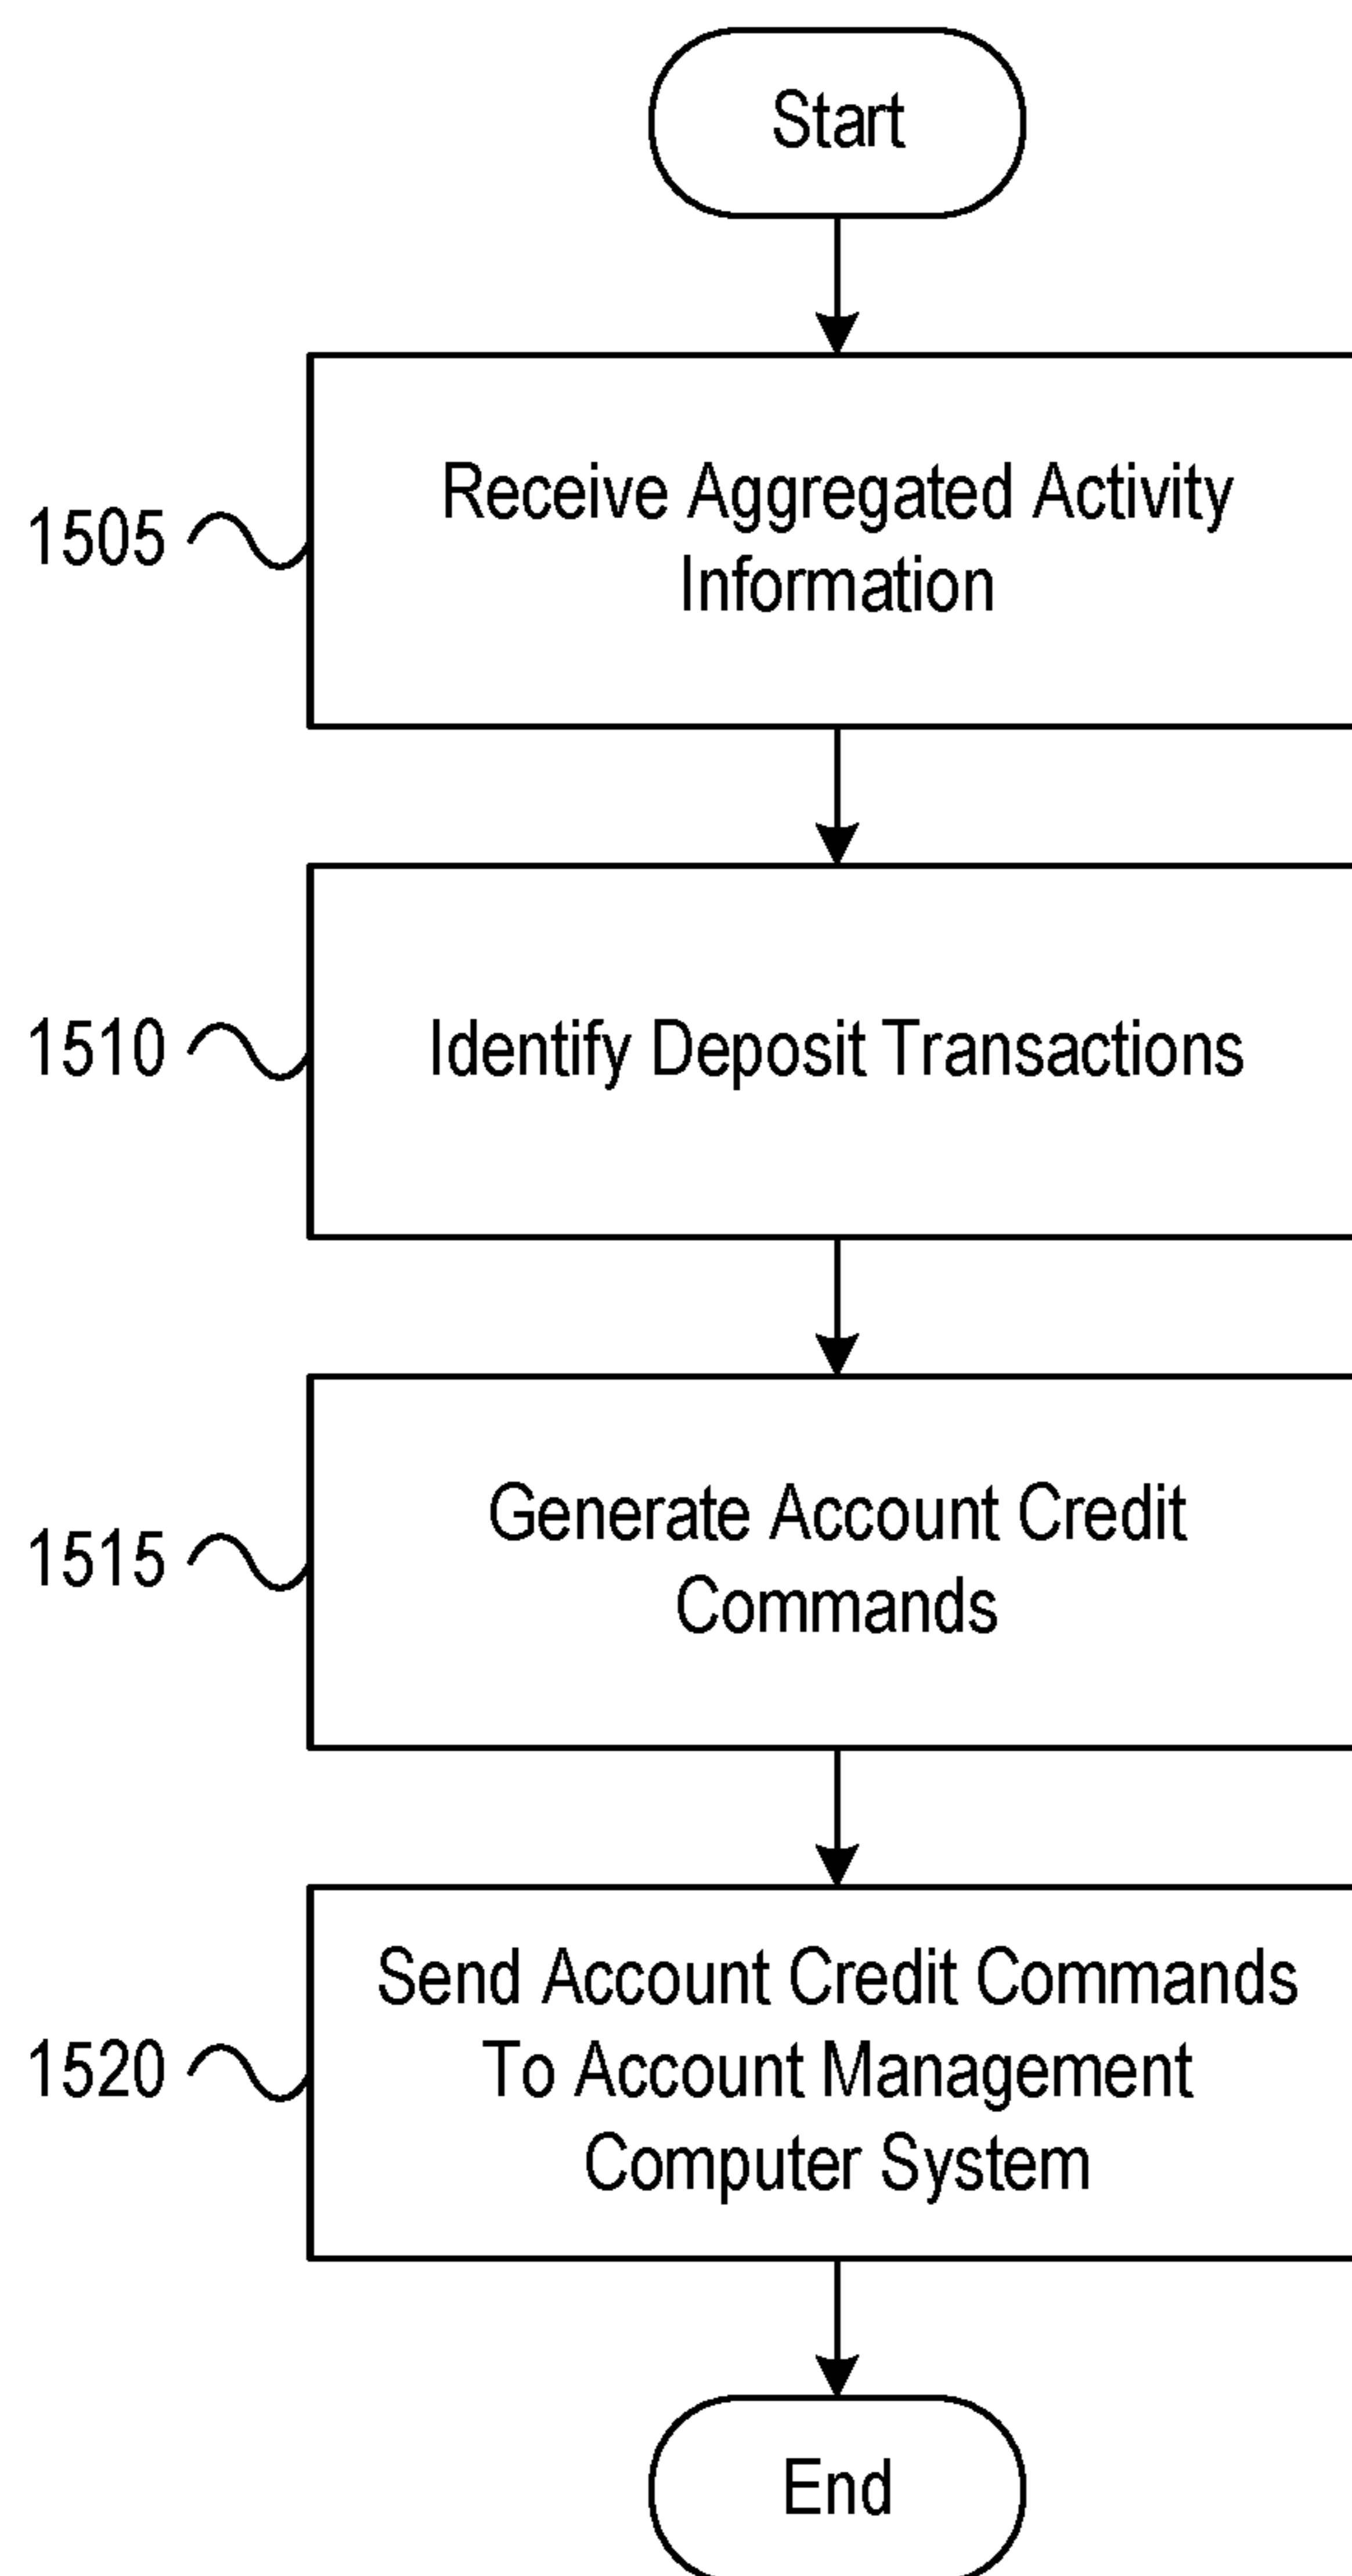 Start
1505
Receive Aggregated Activity
Information
1510
Identify Deposit Transactions
1515
Generate Account Credit
Commands
1520
Send Account Credit Commands
To Account Management
Computer System
End